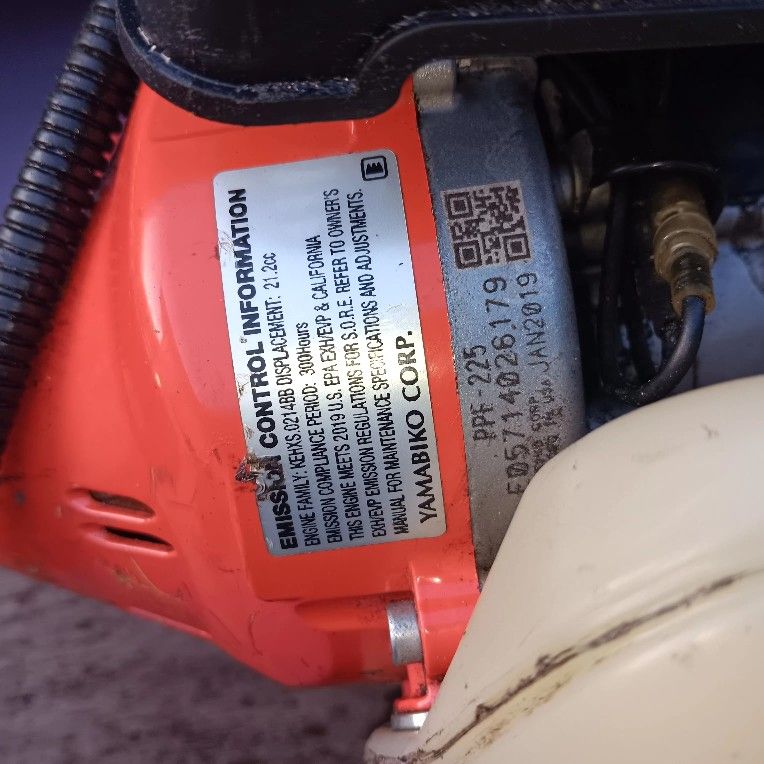 EMISSION CONTROL INFORMATION
ENGINE FAMILY: KEHXS.0214BB DISPLACEMENT: 21.2cc
EMISSION COMPLIANCE PERIOD: 300Hours
THIS ENGINE MEETS 2019 U.S. EPA EXH/EVP & CALIFORNIA
EXH/EVP EMISSION REGULATIONS FOR S.O.R.E. REFER TO OWNER'S
MANUAL FOR MAINTENANCE SPECIFICATIONS AND ADJUSTMENTS.
YAMABIKO CORP.
PPF-225
E05714026179
CORP. JAN2019